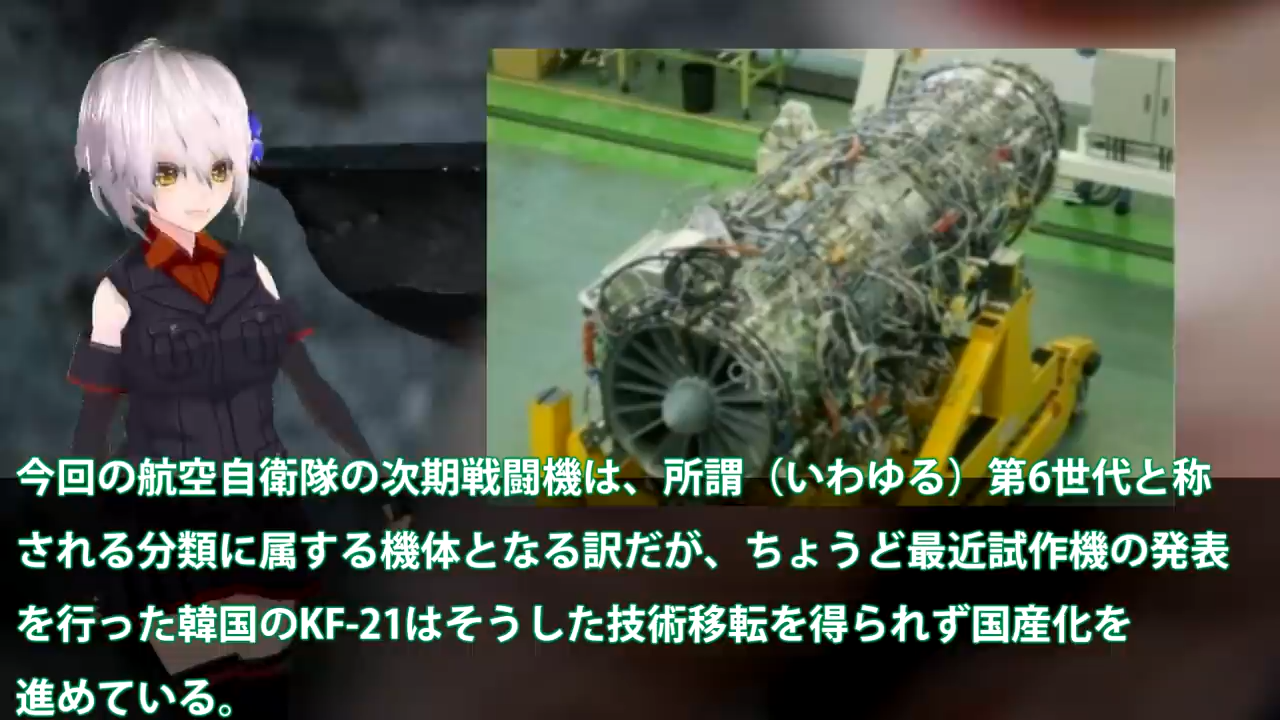 今回の航空自衛隊の次期戦闘機は、所謂（いわゆる）第6世代と称
される分類に属する機体となる訳だが、ちょうど最近試作機の発表
を行った韓国のKF-21はそうした技術移転を得られず国産化を
進めている。